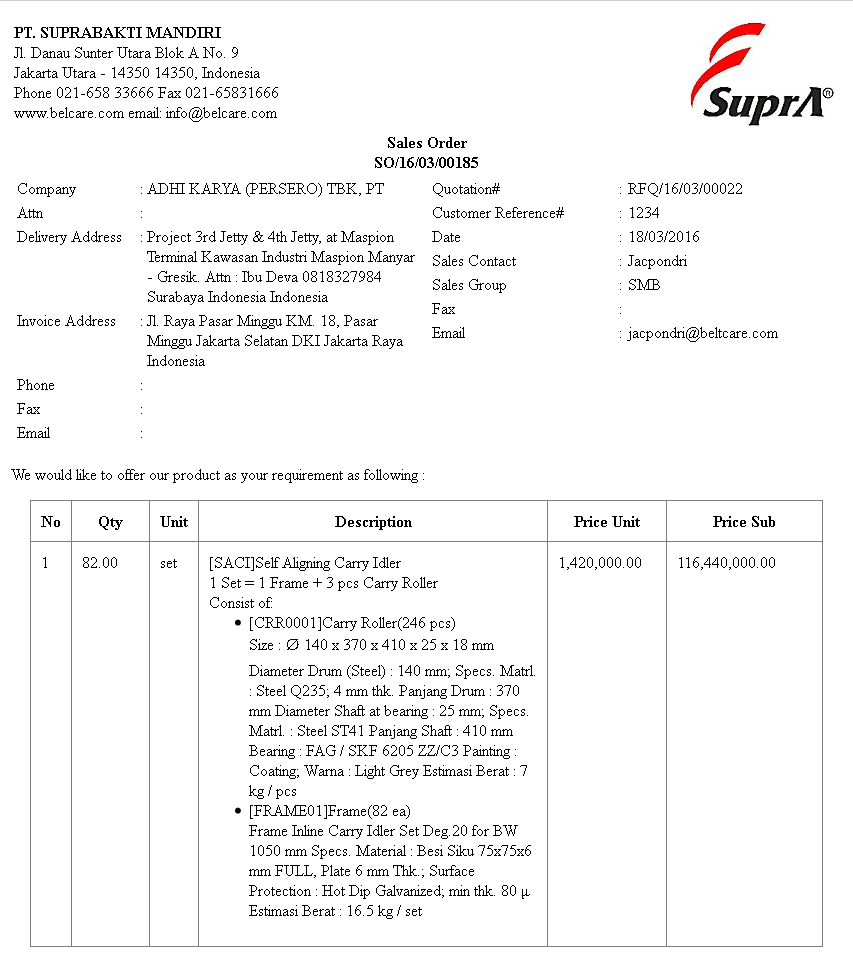 PT. SUPRABAKTI MANDIRI
Jl. Danau Sunter Utara Blok A No. 9
Jakarta Utara - 14350 14350, Indonesia
Phone 021-658 33666 Fax 021-65831666
www.belcare.com email: info@belcare.com
SuprA®
Sales Order
SO/16/03/00185
Company : ADHI KARYA (PERSERO) TBK, PT
Attn :
Delivery Address : Project 3rd Jetty & 4th Jetty, at Maspion
Terminal Kawasan Industri Maspion Manyar
- Gresik. Attn : Ibu Deva 0818327984
Surabaya Indonesia Indonesia
Invoice Address : Jl. Raya Pasar Minggu KM. 18, Pasar
Minggu Jakarta Selatan DKI Jakarta Raya
Indonesia
Phone :
Fax :
Email :
Quotation# : RFQ/16/03/00022
Customer Reference# : 1234
Date : 18/03/2016
Sales Contact : Jacpondri
Sales Group : SMB
Fax :
Email : jacpondri@beltcare.com
We would like to offer our product as your requirement as following :
No Qty Unit Description Price Unit Price Sub
1 82.00 set [SACI]Self Aligning Carry Idler 1,420,000.00 116,440,000.00
1 Set = 1 Frame + 3 pcs Carry Roller
Consist of:
• [CRR0001]Carry Roller(246 pcs)
Size : Ø 140 x 370 x 410 x 25 x 18 mm
Diameter Drum (Steel) : 140 mm; Specs. Matrl.
: Steel Q235; 4 mm thk. Panjang Drum : 370
mm Diameter Shaft at bearing : 25 mm; Specs.
Matrl. : Steel ST41 Panjang Shaft : 410 mm
Bearing : FAG / SKF 6205 ZZ/C3 Painting :
Coating; Warna : Light Grey Estimasi Berat : 7
kg / pcs
• [FRAME01]Frame(82 ea)
Frame Inline Carry Idler Set Deg.20 for BW
1050 mm Specs. Material : Besi Siku 75x75x6
mm FULL, Plate 6 mm Thk.; Surface
Protection : Hot Dip Galvanized; min thk. 80 µ
Estimasi Berat : 16.5 kg / set